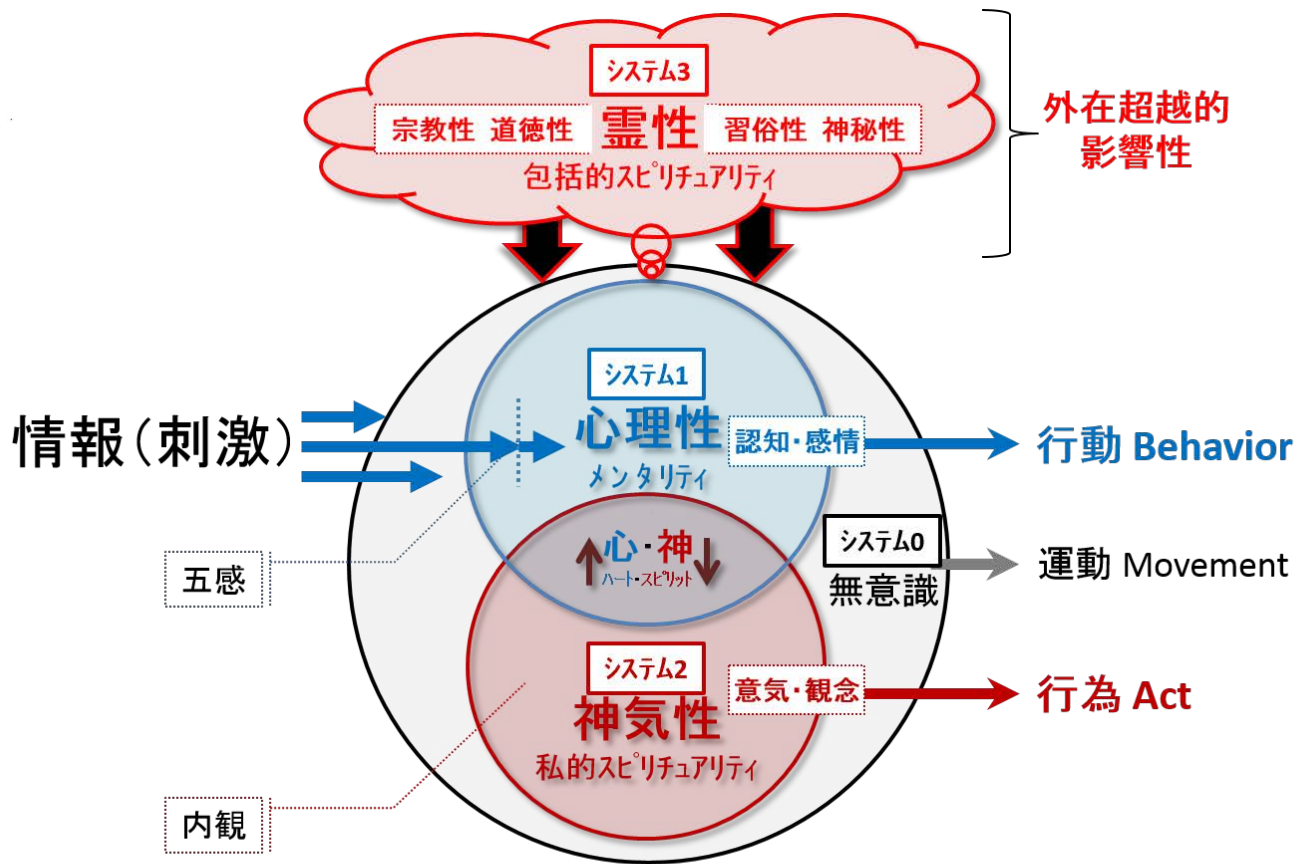 システム3
宗教性 道徳性 霊性 習俗性 神秘性
包括的スピリチュアリティ
外在超越的
影響性
情報(刺激)
システム1
心理性
メンタリティ
認知・感情
行動 Behavior
五感
心・神
ハート・スピリット
システム0
無意識
運動 Movement
システム2
神気性
私的スピリチュアリティ
意気・観念
行為 Act
内観